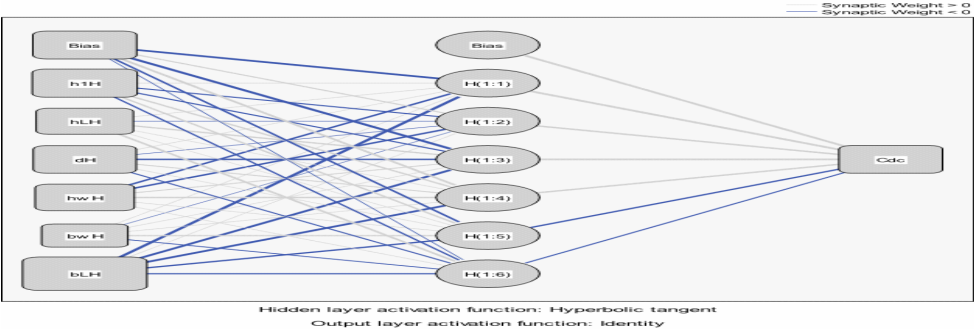 Synaptic Weight > 0
Synaptic Weight < 0
Bias
h1H
hLH
dH
hw H
bw H
bLH
Bias
H(1:1)
H(1:2)
H(1:3)
H(1:4)
H(1:5)
H(1:6)
Cdc
Hidden layer activation function: Hyperbolic tangent
Output layer activation function: Identity